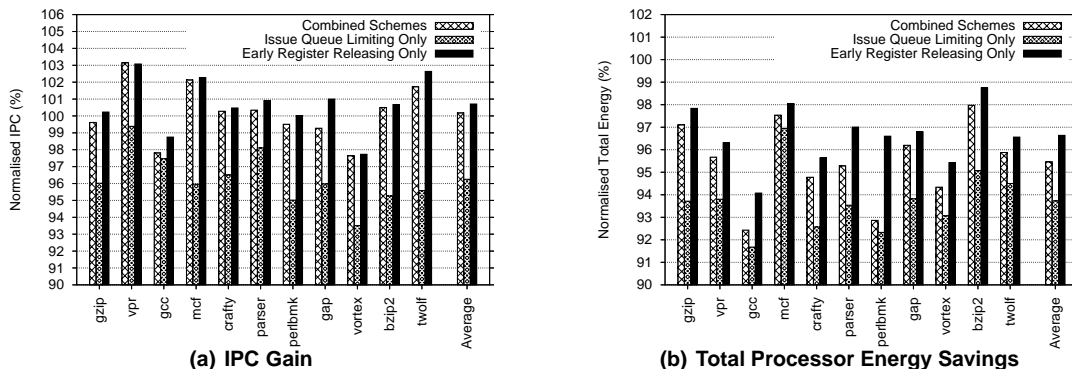 106
105
104
103
102
101
100
99
98
97
96
95
94
93
92
91
90
Normalised IPC (%)
Combined Schemes
Issue Queue Limiting Only
Early Register Releasing Only
gzip
vpr
gcc
mcf
crafty
parser
perlbmk
gap
vortex
bzip2
twolf
Average
(a) IPC Gain
102
101
100
99
98
97
96
95
94
93
92
91
90
Normalised Total Energy (%)
Combined Schemes
Issue Queue Limiting Only
Early Register Releasing Only
gzip
vpr
gcc
mcf
crafty
parser
perlbmk
gap
vortex
bzip2
twolf
Average
(b) Total Processor Energy Savings